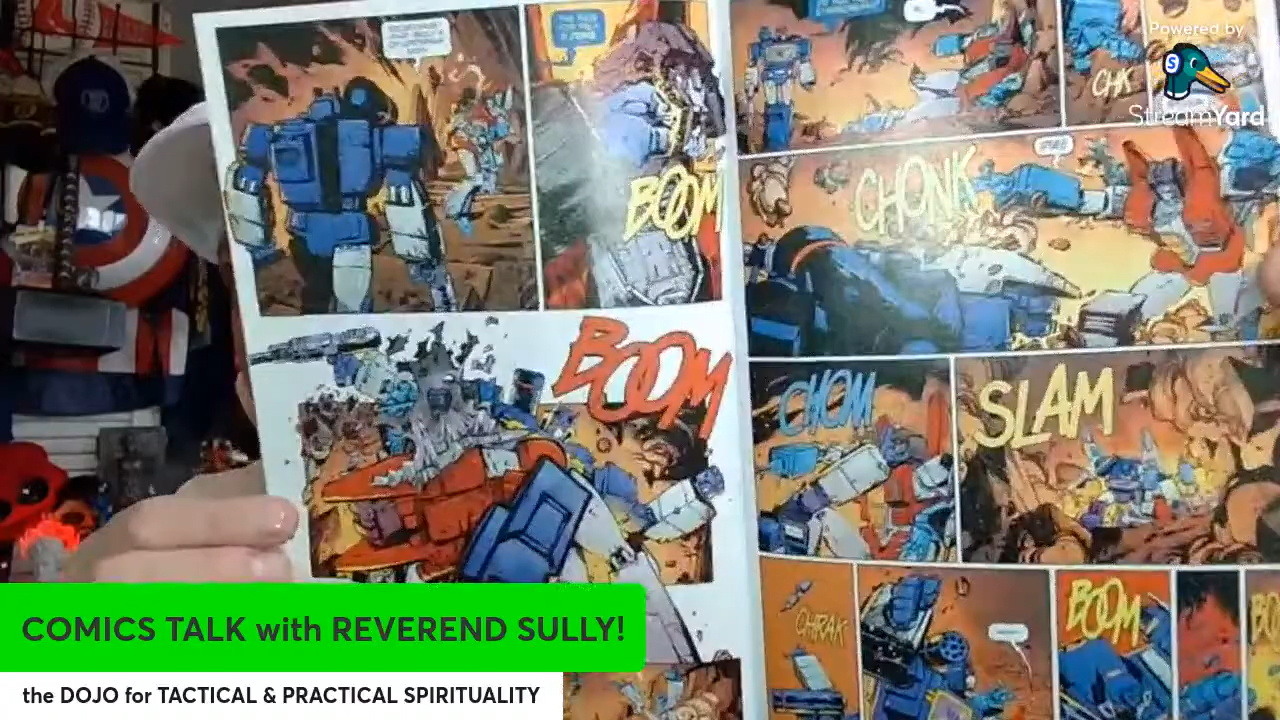 Powered by
StreamYard
BOOM
BOOM
CHK
CHONK
CHOM
SLAM
CHRAK
BOOM
COMICS TALK with REVEREND SULLY!
the DOJO for TACTICAL & PRACTICAL SPIRITUALITY